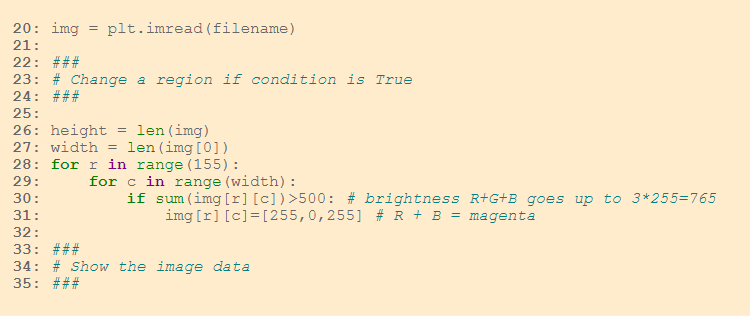 20: img = plt.imread(filename)
21:
22: ###
23: # Change a region if condition is True
24: ###
25:
26: height = len(img)
27: width = len(img[0])
28: for r in range(155):
29:     for c in range(width):
30:         if sum(img[r][c])>500: # brightness R+G+B goes up to 3*255=765
31:             img[r][c]=[255,0,255] # R + B = magenta
32:
33: ###
34: # Show the image data
35: ###